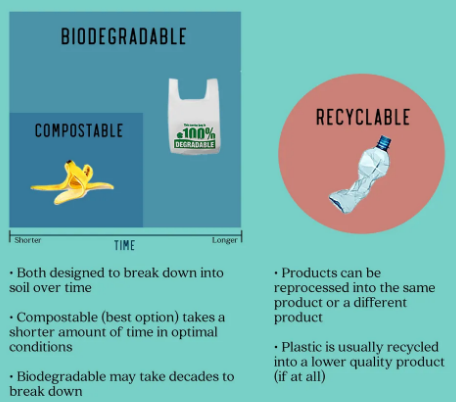 BIODEGRADABLE
100%
DEGRADABLE
COMPOSTABLE
RECYCLABLE
Shorter
TIME
Longer
• Both designed to break down into
soil over time
• Compostable (best option) takes a
shorter amount of time in optimal
conditions
• Biodegradable may take decades to
break down
• Products can be
reprocessed into the same
product or a different
product
• Plastic is usually recycled
into a lower quality product
(if at all)